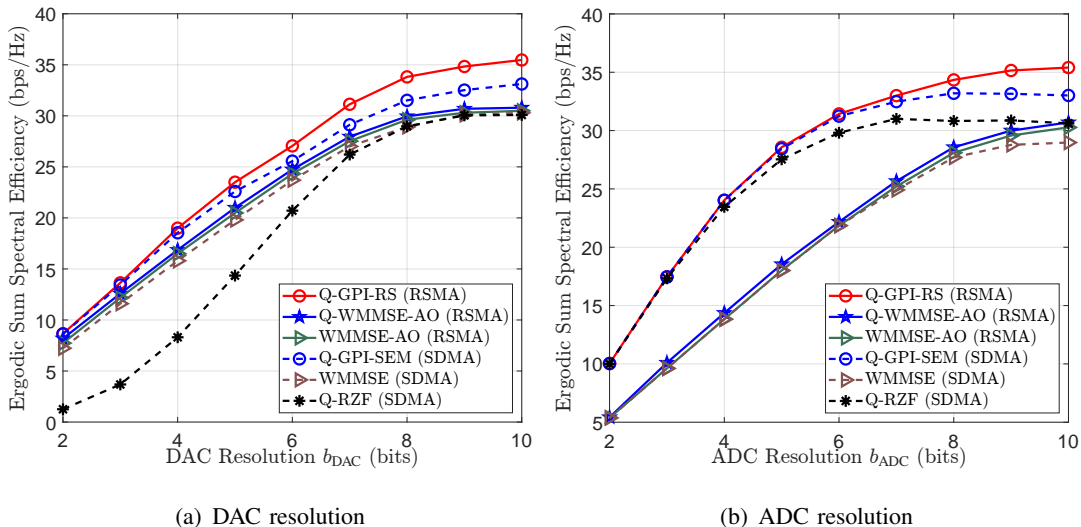 Ergodic Sum Spectral Efficiency (bps/Hz)
40
35
30
25
20
15
10
5
0
2
4
6
8
10
DAC Resolution b_DAC (bits)
Q-GPI-RS (RSMA)
Q-WMMSE-AO (RSMA)
WMMSE-AO (RSMA)
Q-GPI-SEM (SDMA)
WMMSE (SDMA)
Q-RZF (SDMA)
(a) DAC resolution
Ergodic Sum Spectral Efficiency (bps/Hz)
40
35
30
25
20
15
10
5
2
4
6
8
10
ADC Resolution b_ADC (bits)
Q-GPI-RS (RSMA)
Q-WMMSE-AO (RSMA)
WMMSE-AO (RSMA)
Q-GPI-SEM (SDMA)
WMMSE (SDMA)
Q-RZF (SDMA)
(b) ADC resolution